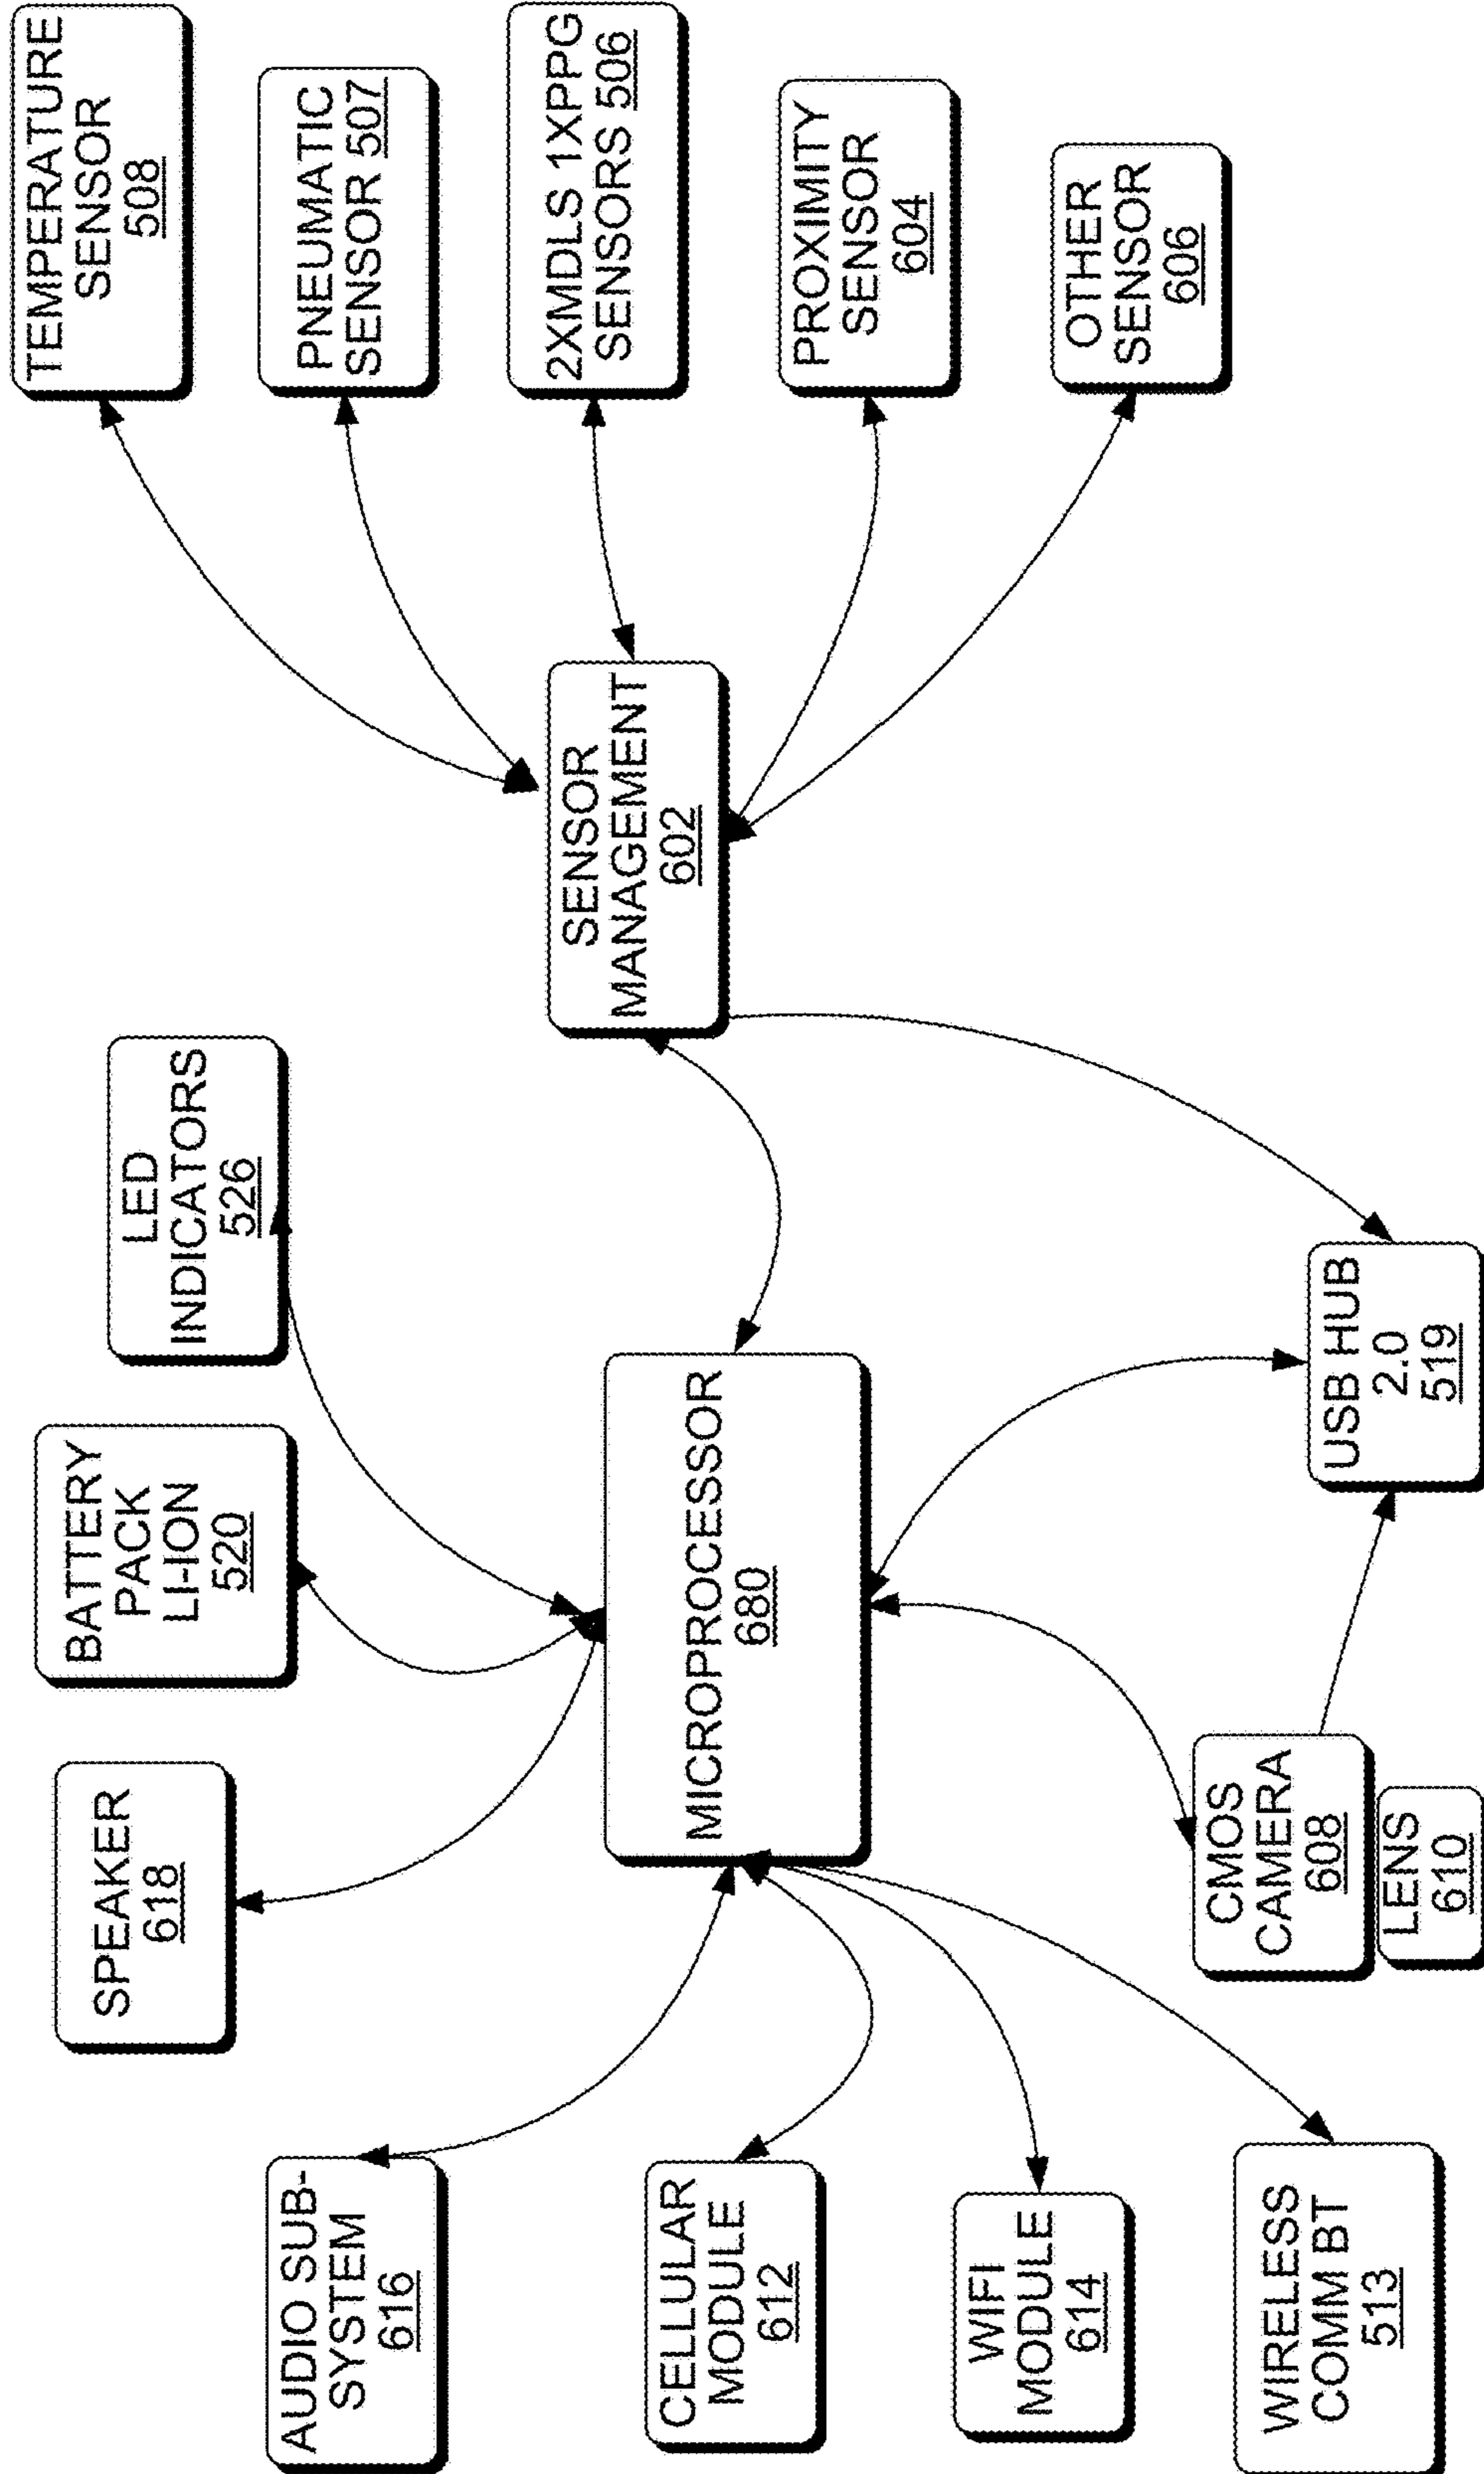 AUDIO SUB-
SYSTEM
616
SPEAKER
618
BATTERY
PACK
LI-ION
520
LED
INDICATORS
526
TEMPERATURE
SENSOR
508
PNEUMATIC
SENSOR 507
2XMDLS 1XPPG
SENSORS 506
PROXIMITY
SENSOR
604
OTHER
SENSOR
606
SENSOR
MANAGEMENT
602
MICROPROCESSOR
680
CELLULAR
MODULE
612
WIFI
MODULE
614
WIRELESS
COMM BT
513
CMOS
CAMERA
608
LENS
610
USB HUB
2.0
519